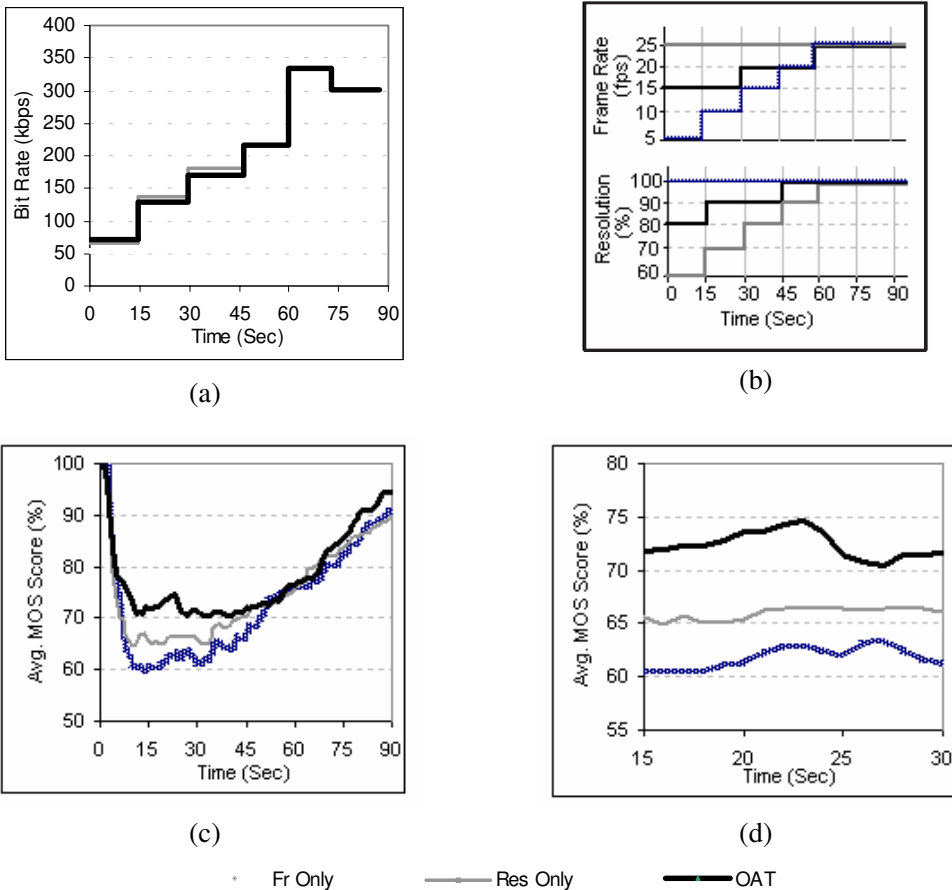 400
350
300
250
200
150
100
50
0
Bit Rate (kbps)
0 15 30 45 60 75 90
Time (Sec)
(a)
25
20
15
10
5
Frame Rate
(fps)
100
90
80
70
60
Resolution
(%)
0 15 30 45 60 75 90
Time (Sec)
(b)
100
90
80
70
60
50
Avg. MOS Score (%)
0 15 30 45 60 75 90
Time (Sec)
(c)
80
75
70
65
60
55
Avg. MOS Score (%)
15 20 25 30
Time (Sec)
(d)
Fr Only Res Only OAT